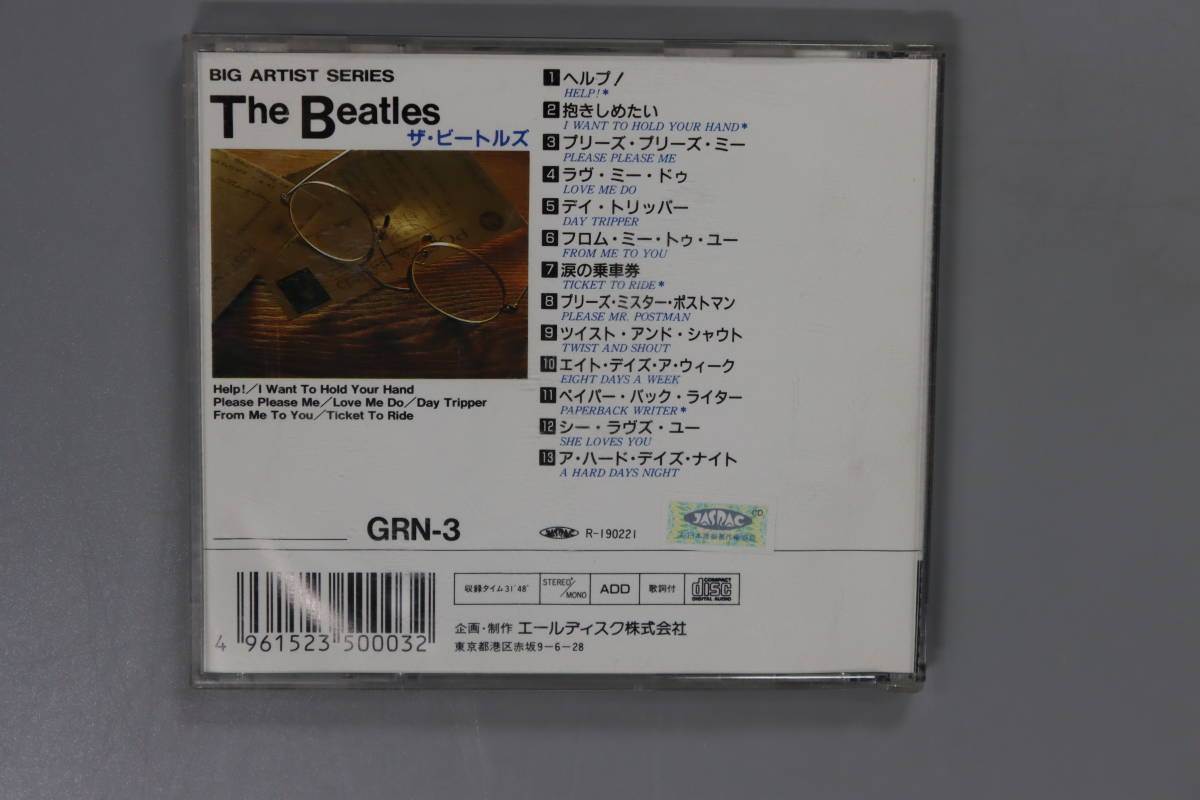 BIG ARTIST SERIES
The Beatles
ザ・ビートルズ
Help!／I Want To Hold Your Hand
Please Please Me／Love Me Do／Day Tripper
From Me To You／Ticket To Ride
1 ヘルプ！
HELP!*
2 抱きしめたい
I WANT TO HOLD YOUR HAND*
3 プリーズ・プリーズ・ミー
PLEASE PLEASE ME
4 ラヴ・ミー・ドゥ
LOVE ME DO
5 デイ・トリッパー
DAY TRIPPER
6 フロム・ミー・トゥ・ユー
FROM ME TO YOU
7 涙の乗車券
TICKET TO RIDE*
8 プリーズ・ミスター・ポストマン
PLEASE MR. POSTMAN
9 ツイスト・アンド・シャウト
TWIST AND SHOUT
10 エイト・デイズ・ア・ウィーク
EIGHT DAYS A WEEK
11 ペイパー・バック・ライター
PAPERBACK WRITER*
12 シー・ラヴズ・ユー
SHE LOVES YOU
13 ア・ハード・デイズ・ナイト
A HARD DAYS NIGHT
GRN-3
JASRAC R-190221
JASRAC CD
収録タイム31'48" STEREO/MONO ADD 歌詞付 COMPACT disc DIGITAL AUDIO
4 961523 500032
企画・制作 エールディスク株式会社
東京都港区赤坂9-6-28